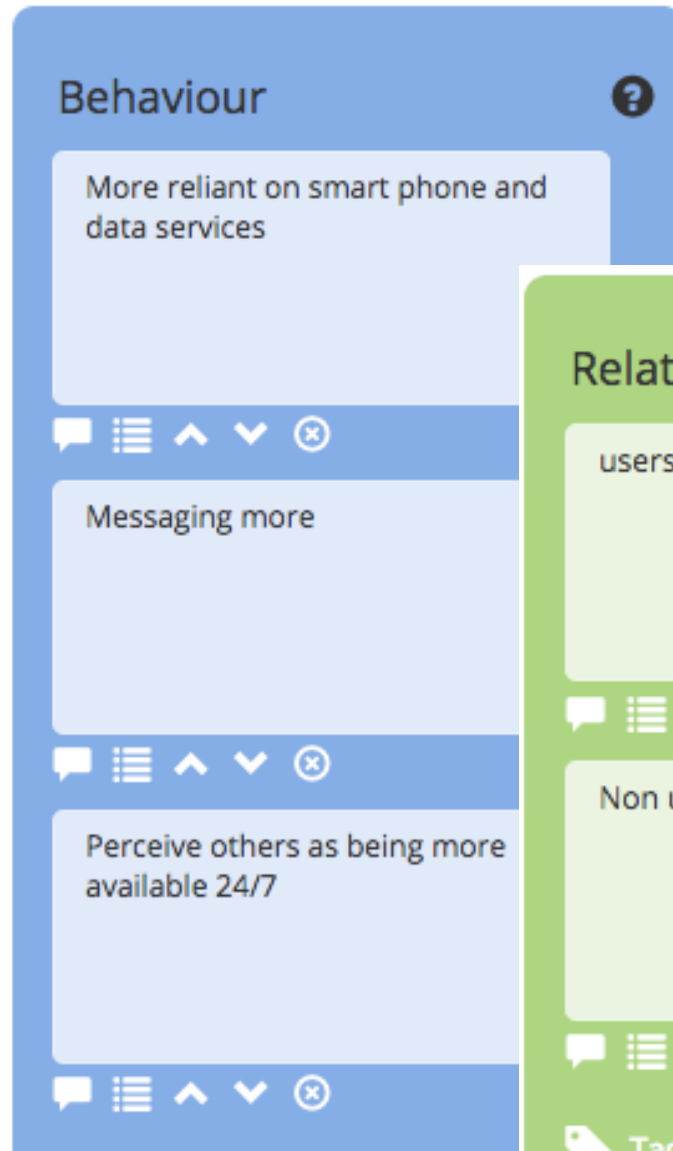 Behaviour
More reliant on smart phone and
data services
Messaging more
Perceive others as being more
available 24/7
users
Non